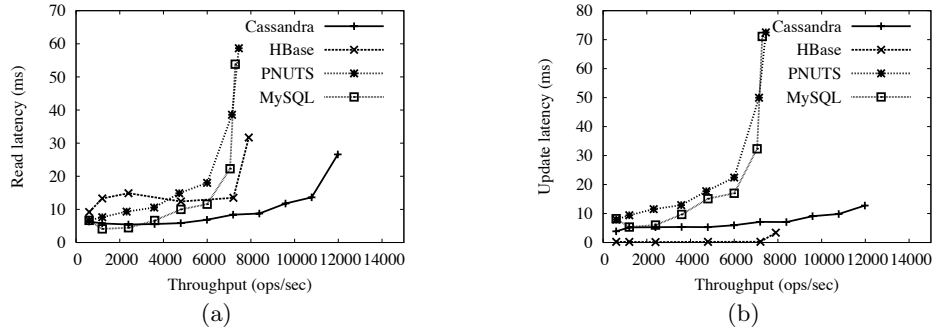 70
60
50
40
30
20
10
0
Read latency (ms)
Cassandra
HBase
PNUTS
MySQL
0 2000 4000 6000 8000 10000 12000 14000
Throughput (ops/sec)
(a)
80
70
60
50
40
30
20
10
0
Update latency (ms)
Cassandra
HBase
PNUTS
MySQL
0 2000 4000 6000 8000 10000 12000 14000
Throughput (ops/sec)
(b)